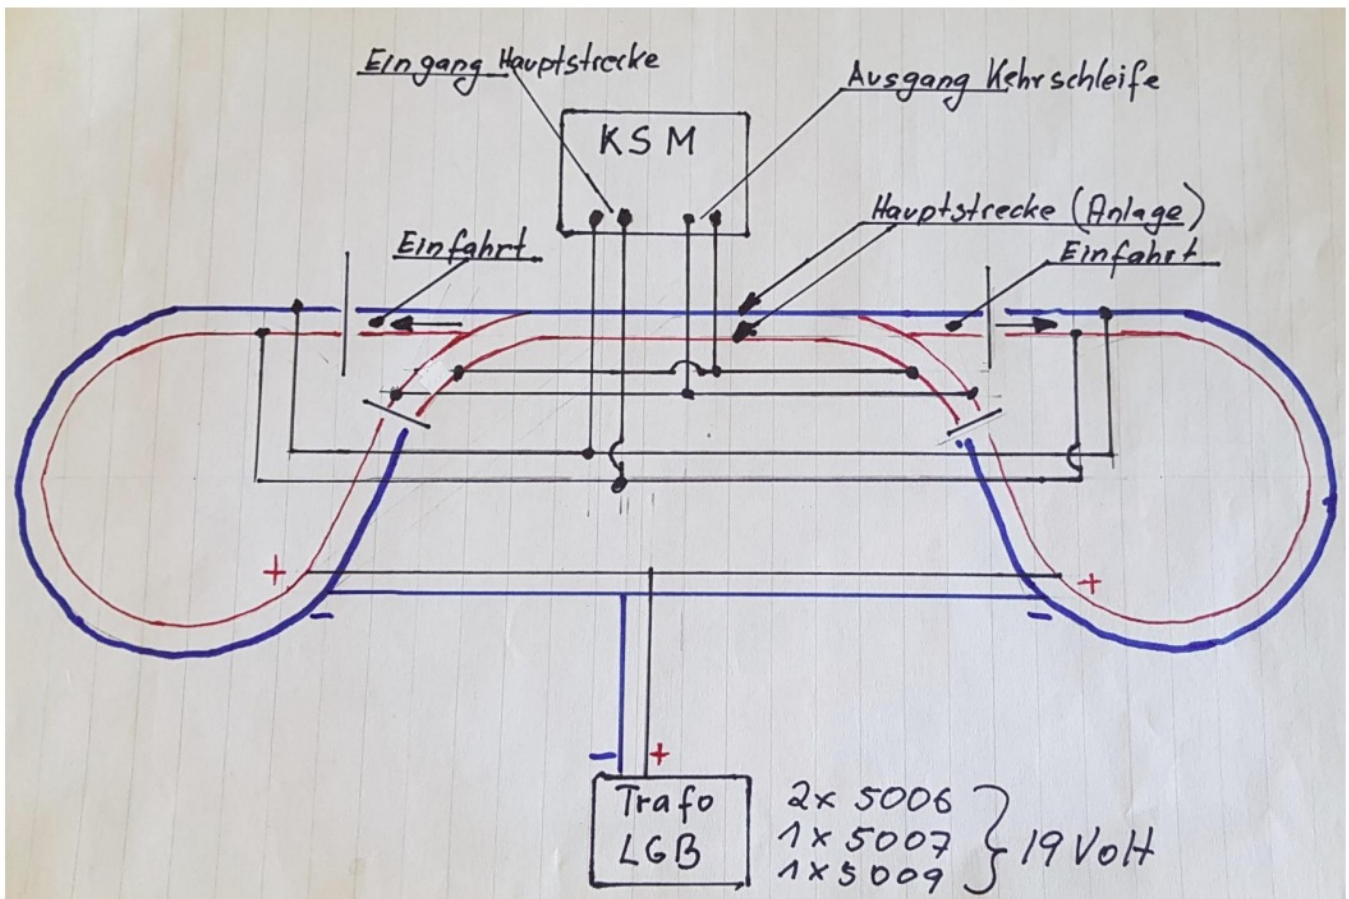 Eingang Hauptstrecke
Ausgang Kehrschleife
KSM
Hauptstrecke (Anlage)
Einfahrt
Einfahrt
+
+
−
−
−
+
Trafo
LGB
2x 5006
1x 5007
1x 5009
} 19 Volt